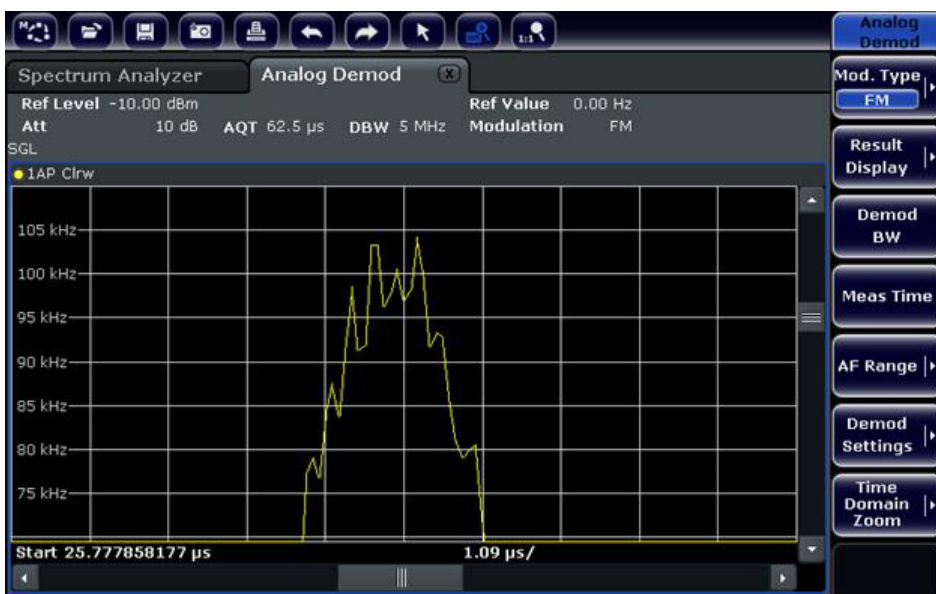 1:1
Analog
Demod
Spectrum Analyzer
Analog Demod
X
Ref Level -10.00 dBm Ref Value 0.00 Hz
Att 10 dB AQT 62.5 µs DBW 5 MHz Modulation FM
SGL
1AP Clrw
105 kHz
100 kHz
95 kHz
90 kHz
85 kHz
80 kHz
75 kHz
Start 25.777858177 µs 1.09 µs/
Mod. Type
FM
Result
Display
Demod
BW
Meas Time
AF Range
Demod
Settings
Time
Domain
Zoom